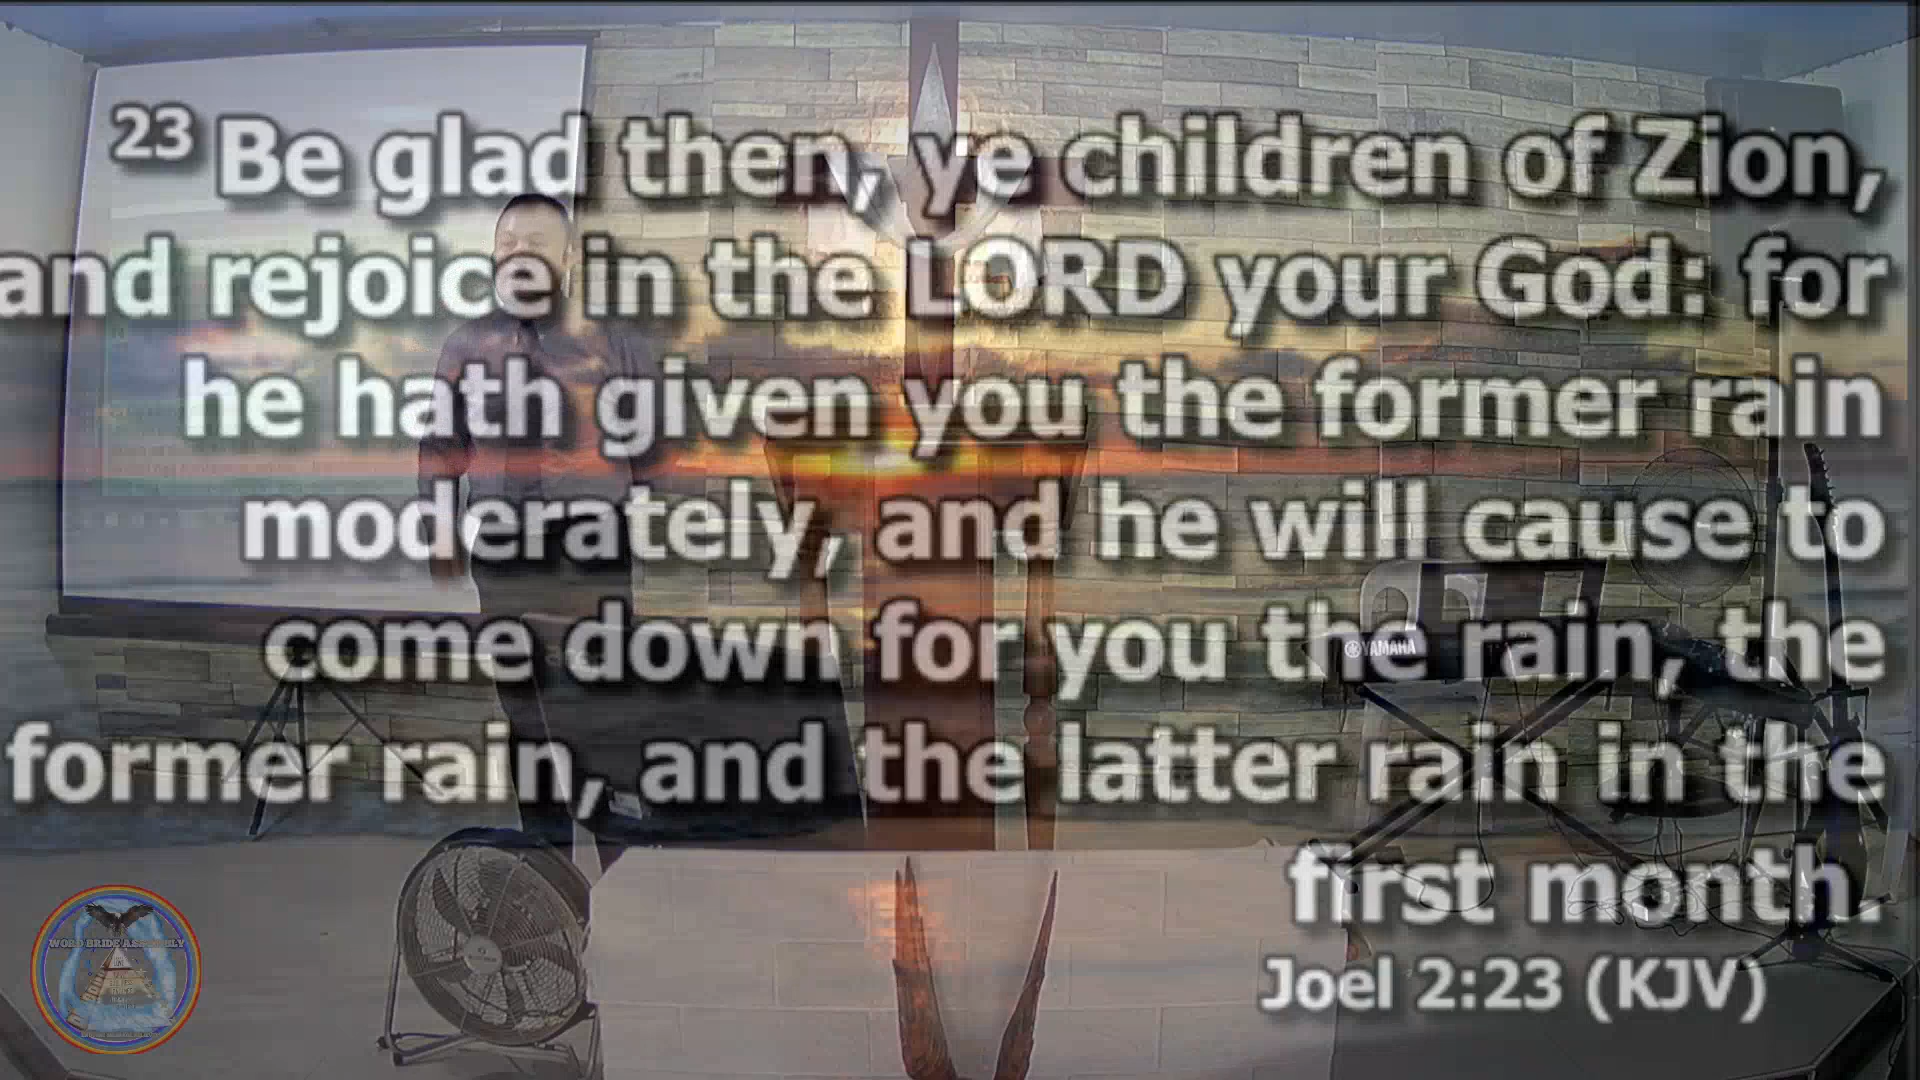 23 Be glad then, ye children of Zion,
and rejoice in the LORD your God: for
he hath given you the former rain
moderately, and he will cause to
come down for you the rain, the
former rain, and the latter rain in the
first month.
Joel 2:23 (KJV)
YAMAHA
WORD BRIDE ASSEMBLY